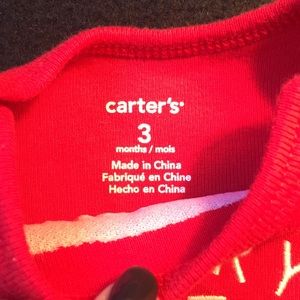 carter's
3
months / mois
Made in China
Fabriqué en Chine
Hecho en China